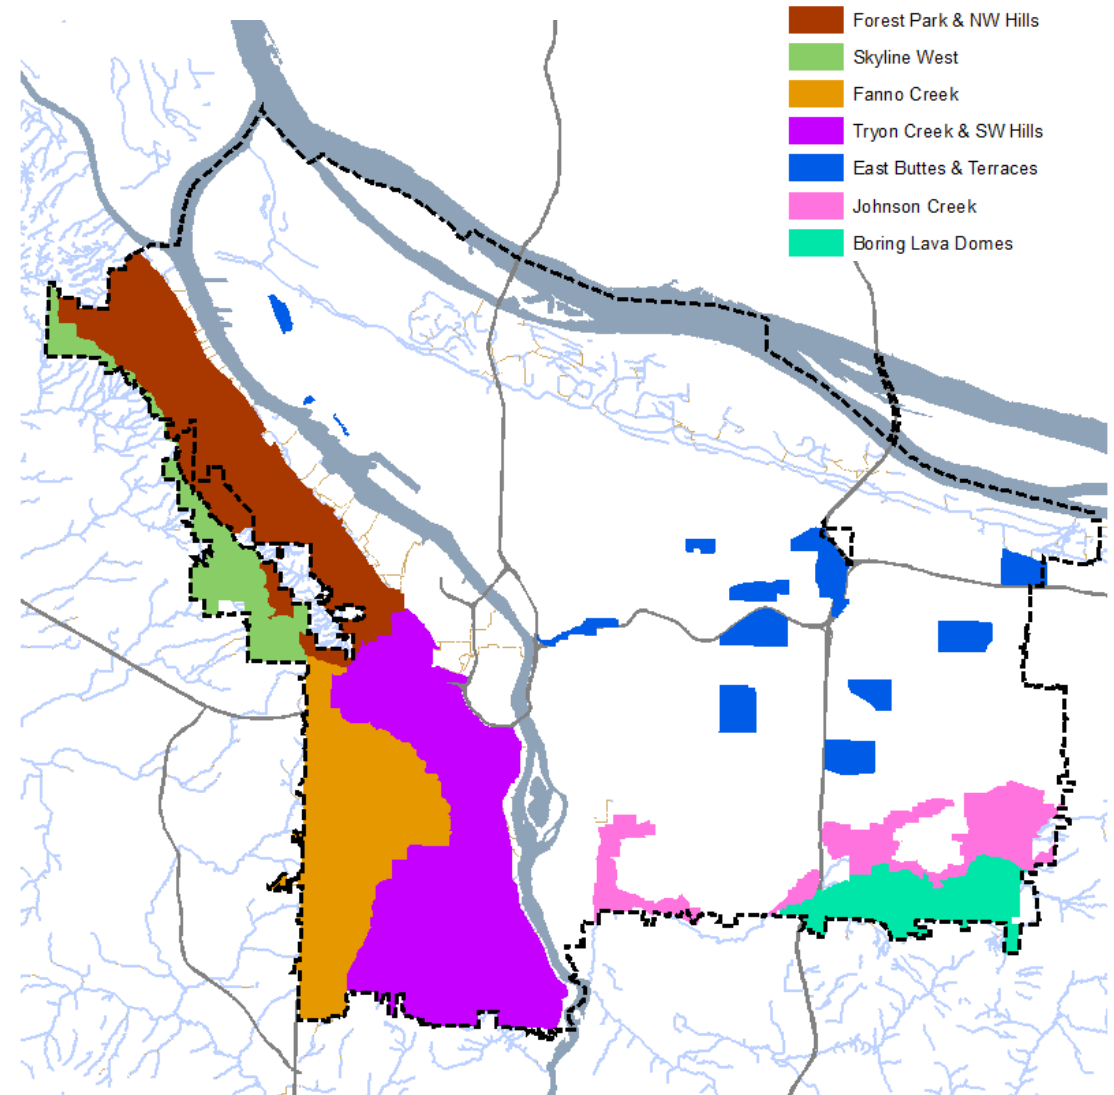 Forest Park & NW Hills
Skyline West
Fanno Creek
Tryon Creek & SW Hills
East Buttes & Terraces
Johnson Creek
Boring Lava Domes